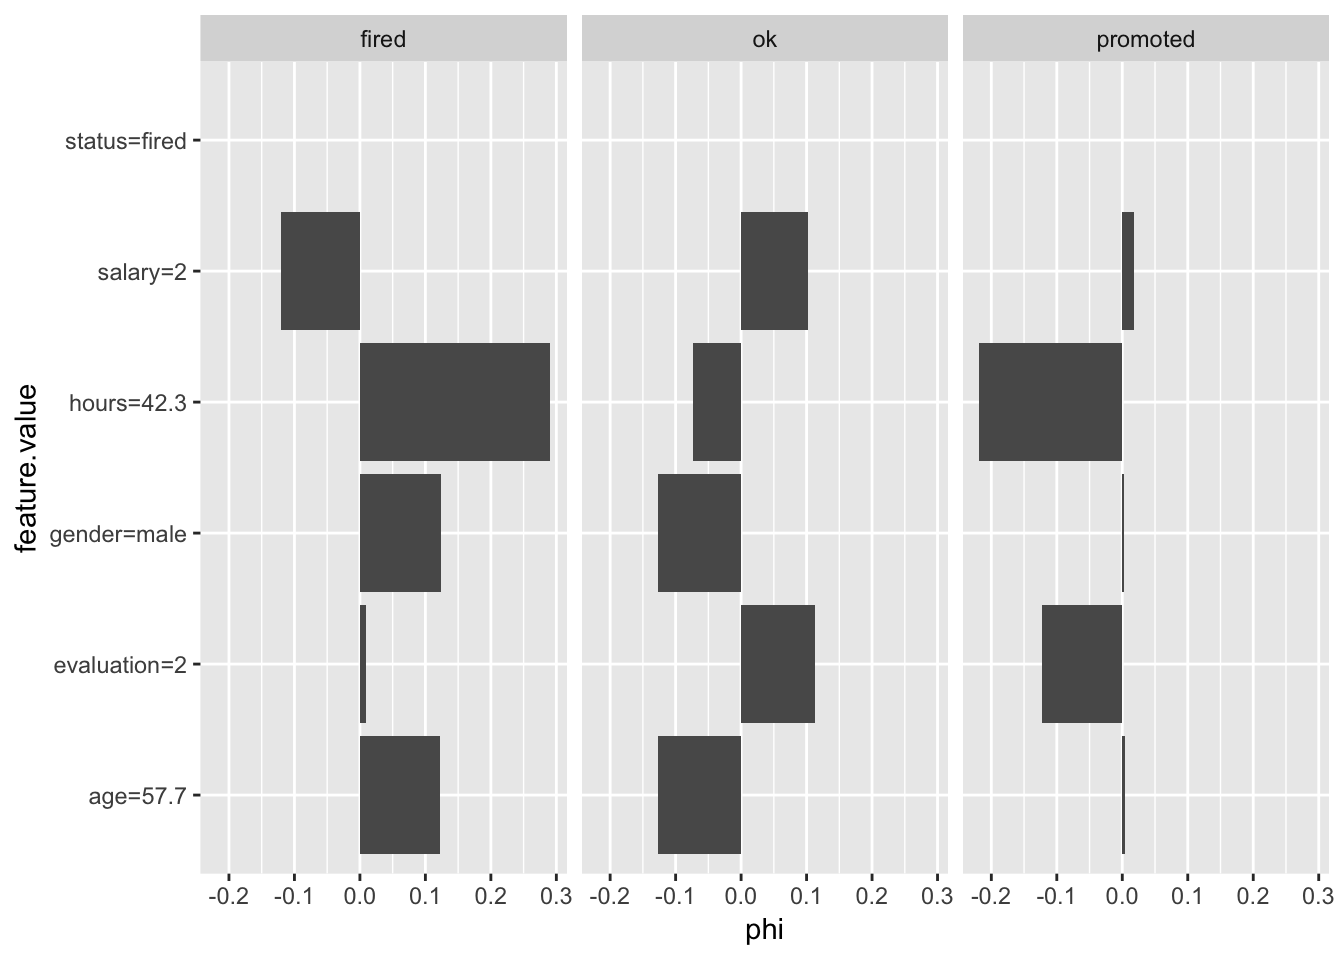 fired
ok
promoted
feature.value
status=fired
salary=2
hours=42.3
gender=male
evaluation=2
age=57.7
-0.2 -0.1 0.0 0.1 0.2 0.3
-0.2 -0.1 0.0 0.1 0.2 0.3
-0.2 -0.1 0.0 0.1 0.2 0.3
phi